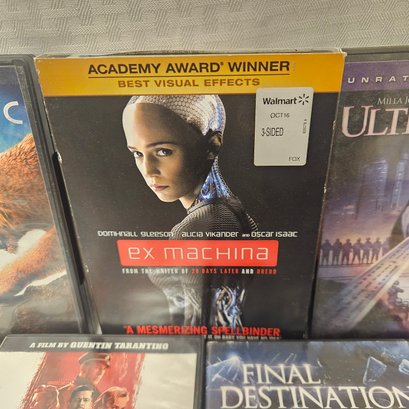 ACADEMY AWARD® WINNER
BEST VISUAL EFFECTS
Walmart
OCT16
3-SIDED
FOX
C
UNRAT
MILLA J
ULT
DOMHNALL GLEESON / ALICIA VIKANDER AND OSCAR ISAAC
ex machina
FROM THE WRITER OF 28 DAYS LATER AND DREDD
"A MESMERIZING SPELLBINDER
A FILM BY QUENTIN TARANTINO
FINAL
DESTINATION